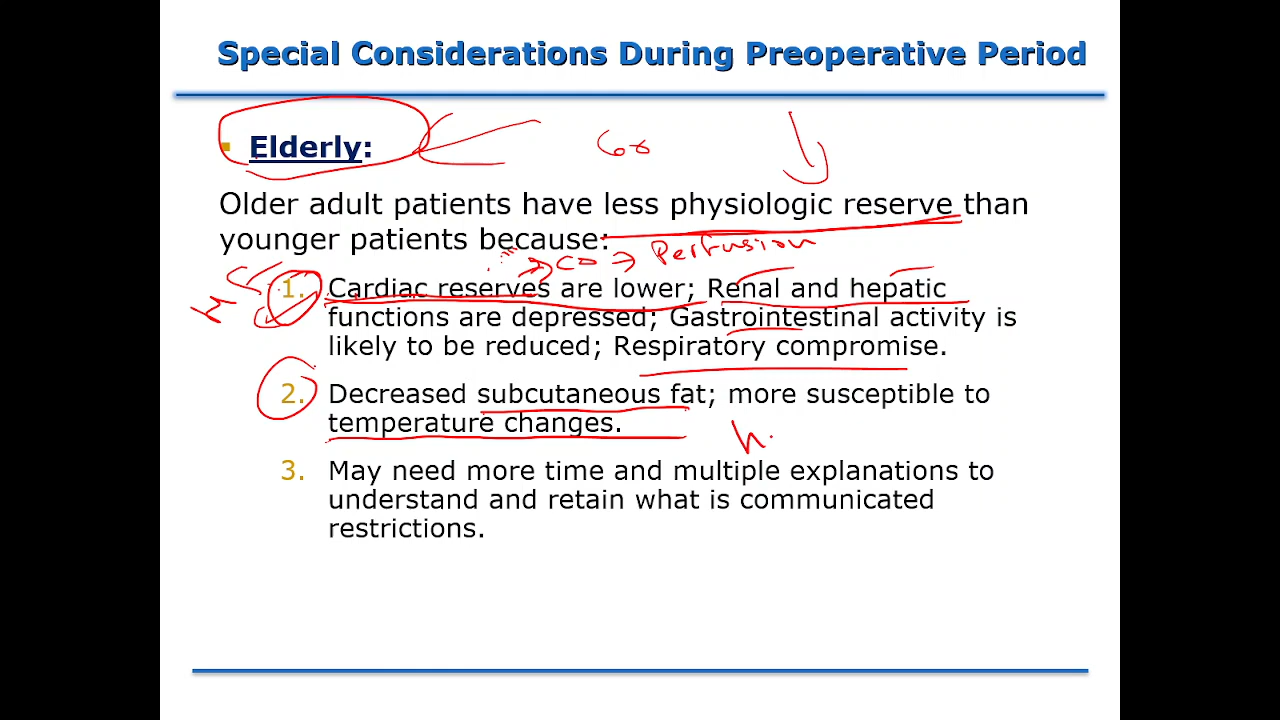 Special Considerations During Preoperative Period
Elderly:
Older adult patients have less physiologic reserve than
younger patients because:
CO → Perfusion
1. Cardiac reserves are lower; Renal and hepatic
functions are depressed; Gastrointestinal activity is
likely to be reduced; Respiratory compromise.
2. Decreased subcutaneous fat; more susceptible to
temperature changes.
3. May need more time and multiple explanations to
understand and retain what is communicated
restrictions.